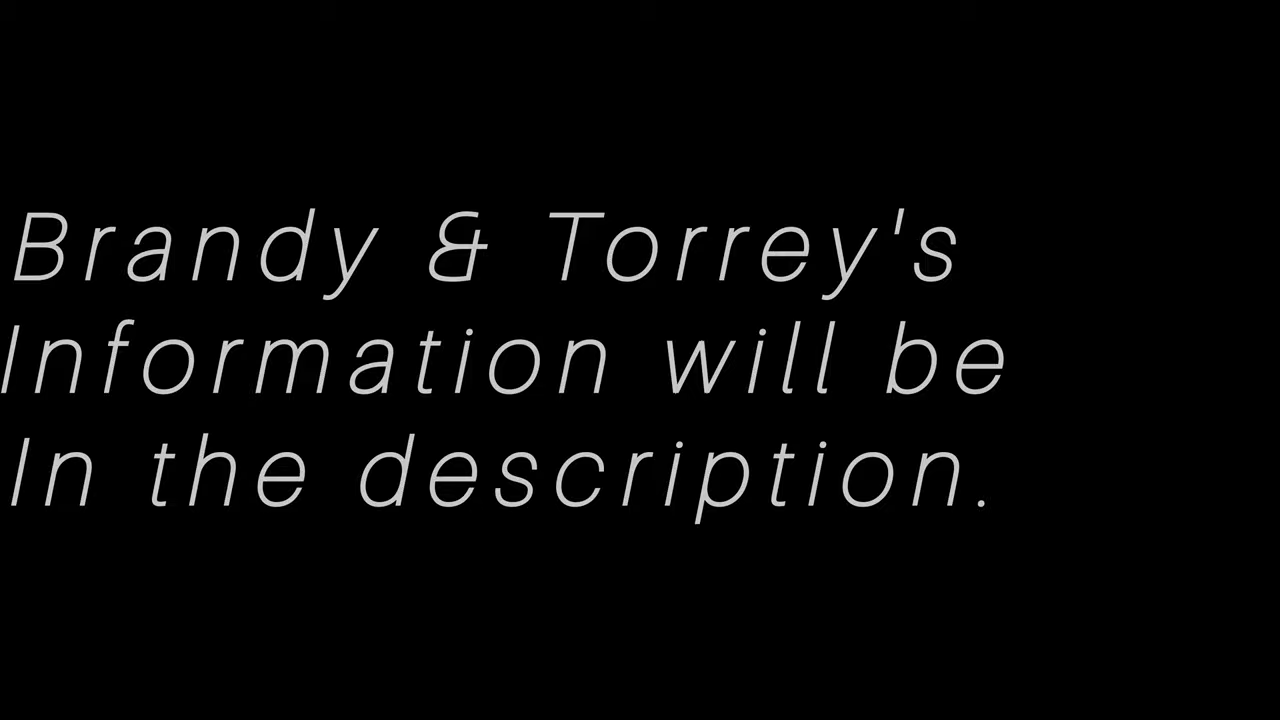 Brandy & Torrey's
Information will be
In the description.